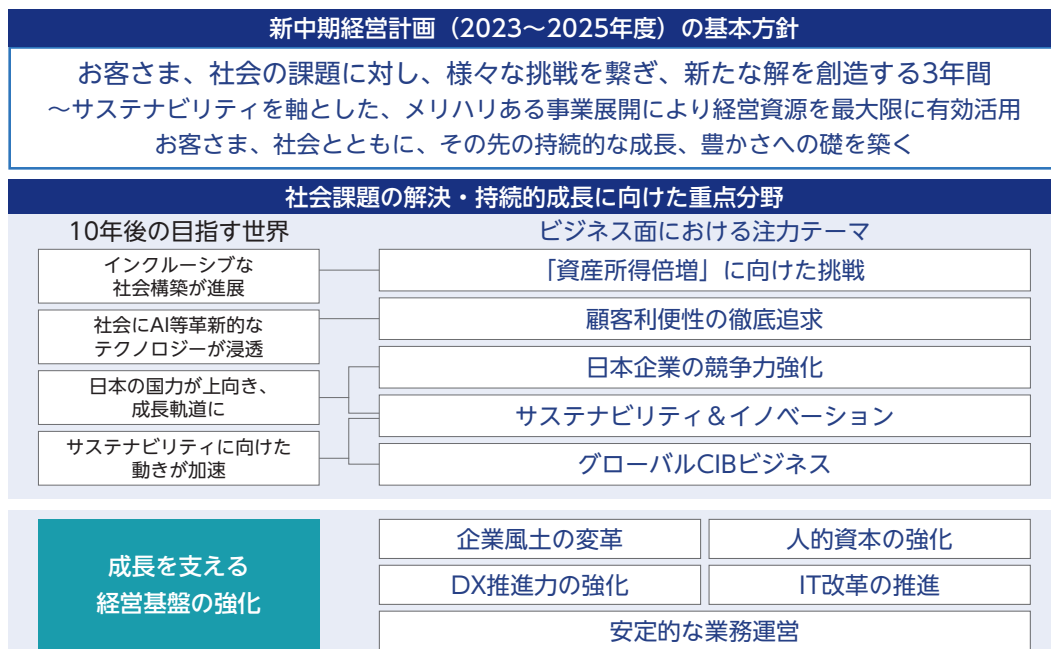 新中期経営計画（2023～2025年度）の基本方針
お客さま、社会の課題に対し、様々な挑戦を繋ぎ、新たな解を創造する3年間
～サステナビリティを軸とした、メリハリある事業展開により経営資源を最大限に有効活用
お客さま、社会とともに、その先の持続的な成長、豊かさへの礎を築く
社会課題の解決・持続的成長に向けた重点分野
10年後の目指す世界
インクルーシブな
社会構築が進展
社会にAI等革新的な
テクノロジーが浸透
日本の国力が上向き、
成長軌道に
サステナビリティに向けた
動きが加速
ビジネス面における注力テーマ
「資産所得倍増」に向けた挑戦
顧客利便性の徹底追求
日本企業の競争力強化
サステナビリティ＆イノベーション
グローバルCIBビジネス
成長を支える
経営基盤の強化
企業風土の変革
人的資本の強化
DX推進力の強化
IT改革の推進
安定的な業務運営